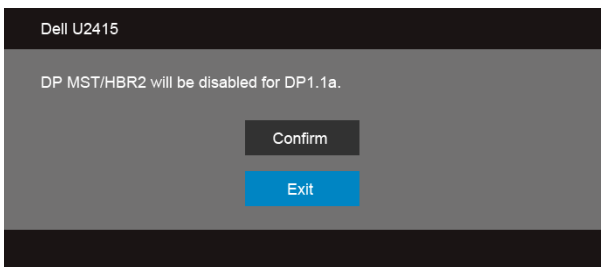 Dell U2415
DP MST/HBR2 will be disabled for DP1.1a.
Confirm
Exit